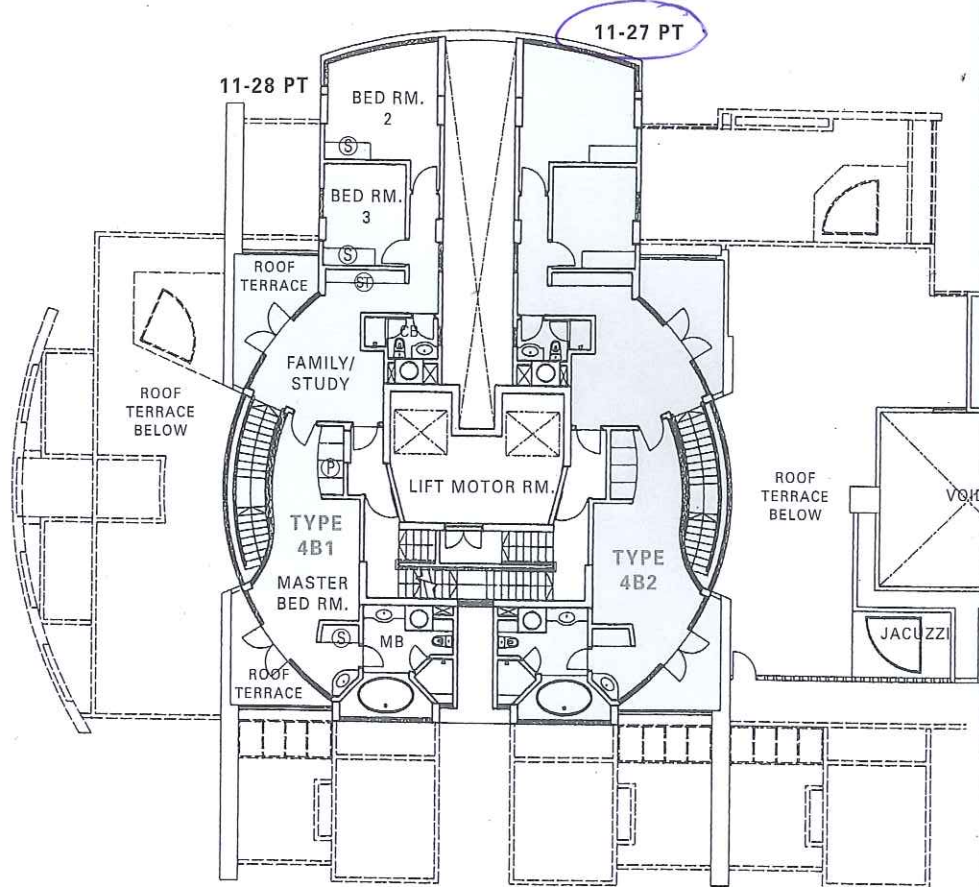 11-27 PT
11-28 PT
BED RM.
2
S
BED RM.
3
S
ROOF
TERRACE
ST
CB
FAMILY/
STUDY
ROOF
TERRACE
BELOW
P
LIFT MOTOR RM.
ROOF
TERRACE
BELOW
VOID
TYPE
4B1
TYPE
4B2
MASTER
BED RM.
S
MB
JACUZZI
ROOF
TERRACE